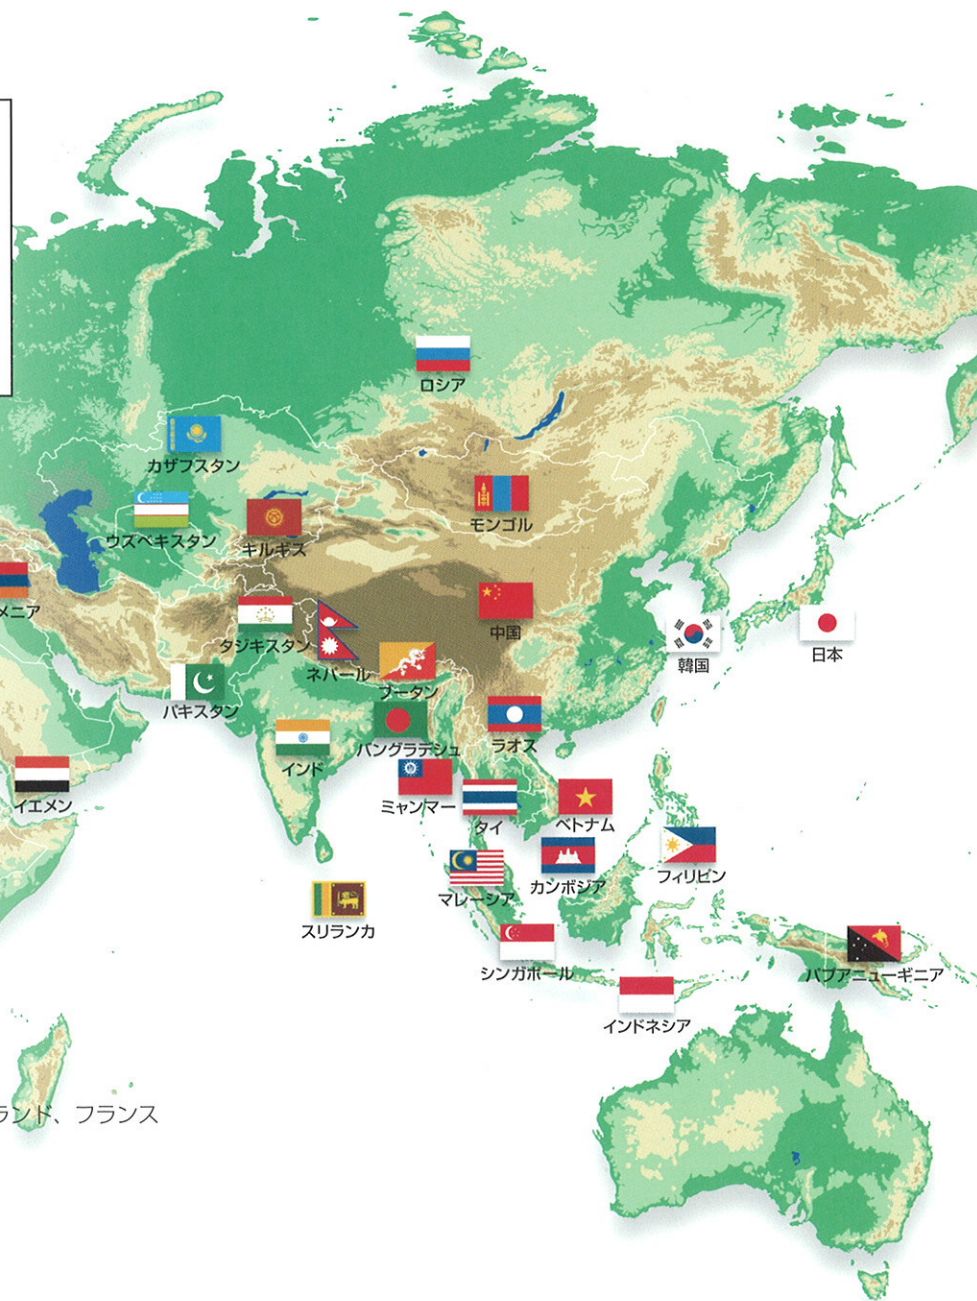 ロシア
カザフスタン
モンゴル
ウズベキスタン
キルギス
メニア
中国
タジキスタン
韓国
日本
ネパール
ブータン
パキスタン
バングラデシュ
ラオス
インド
イエメン
ミャンマー
タイ
ベトナム
フィリピン
カンボジア
マレーシア
スリランカ
シンガポール
パプアニューギニア
インドネシア
ランド、フランス